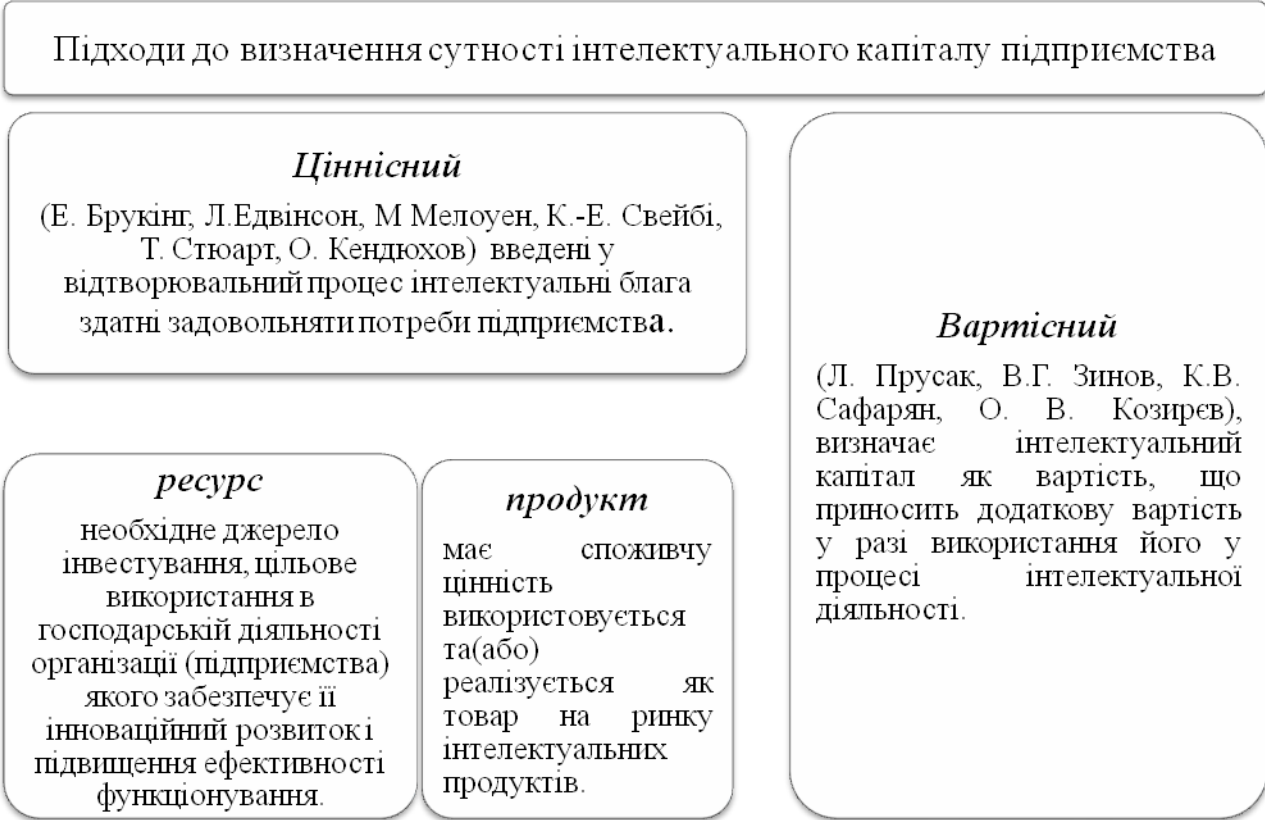 Підходи до визначення сутності інтелектуального капіталу підприємства
Ціннісний
(Е. Брукінг, Л.Едвінсон, М Мелоуен, К.-Е. Свейбі,
Т. Стюарт, О. Кендюхов) введені у
відтворювальний процес інтелектуальні блага
здатні задовольняти потреби підприємства.
ресурс
необхідне джерело
інвестування, цільове
використання в
господарській діяльності
організації (підприємства)
якого забезпечує її
інноваційний розвиток і
підвищення ефективності
функціонування.
продукт
має споживчу
цінність
використовується
та(або)
реалізується як
товар на ринку
інтелектуальних
продуктів.
Вартісний
(Л. Прусак, В.Г. Зинов, К.В.
Сафарян, О. В. Козирєв),
визначає інтелектуальний
капітал як вартість, що
приносить додаткову вартість
у разі використання його у
процесі інтелектуальної
діяльності.